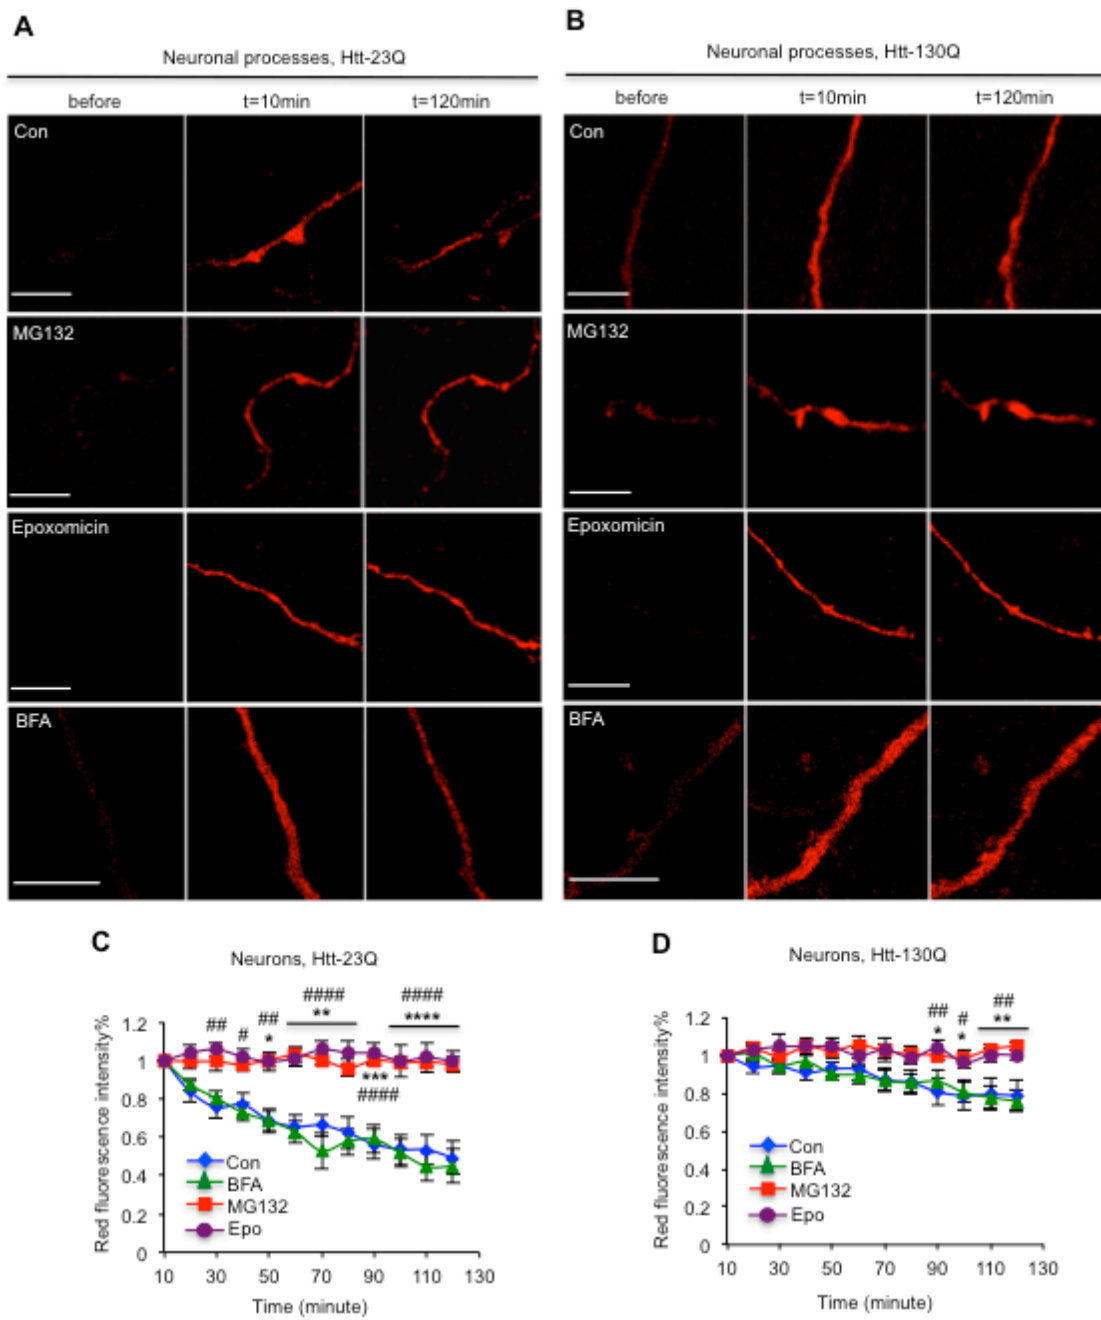 A
Neuronal processes, Htt-23Q
before t=10min t=120min
Con
MG132
Epoxomicin
BFA
B
Neuronal processes, Htt-130Q
before t=10min t=120min
Con
MG132
Epoxomicin
BFA
C
Neurons, Htt-23Q
#### ####
## # ## * ** ****
***
####
Red fluorescence intensity%
1.2
1
0.8
0.6
0.4
0.2
0
Con
BFA
MG132
Epo
10 30 50 70 90 110 130
Time (minute)
D
Neurons, Htt-130Q
## # ##
* * **
Red fluorescence intensity%
1.2
1
0.8
0.6
0.4
0.2
0
Con
BFA
MG132
Epo
10 30 50 70 90 110 130
Time (minute)